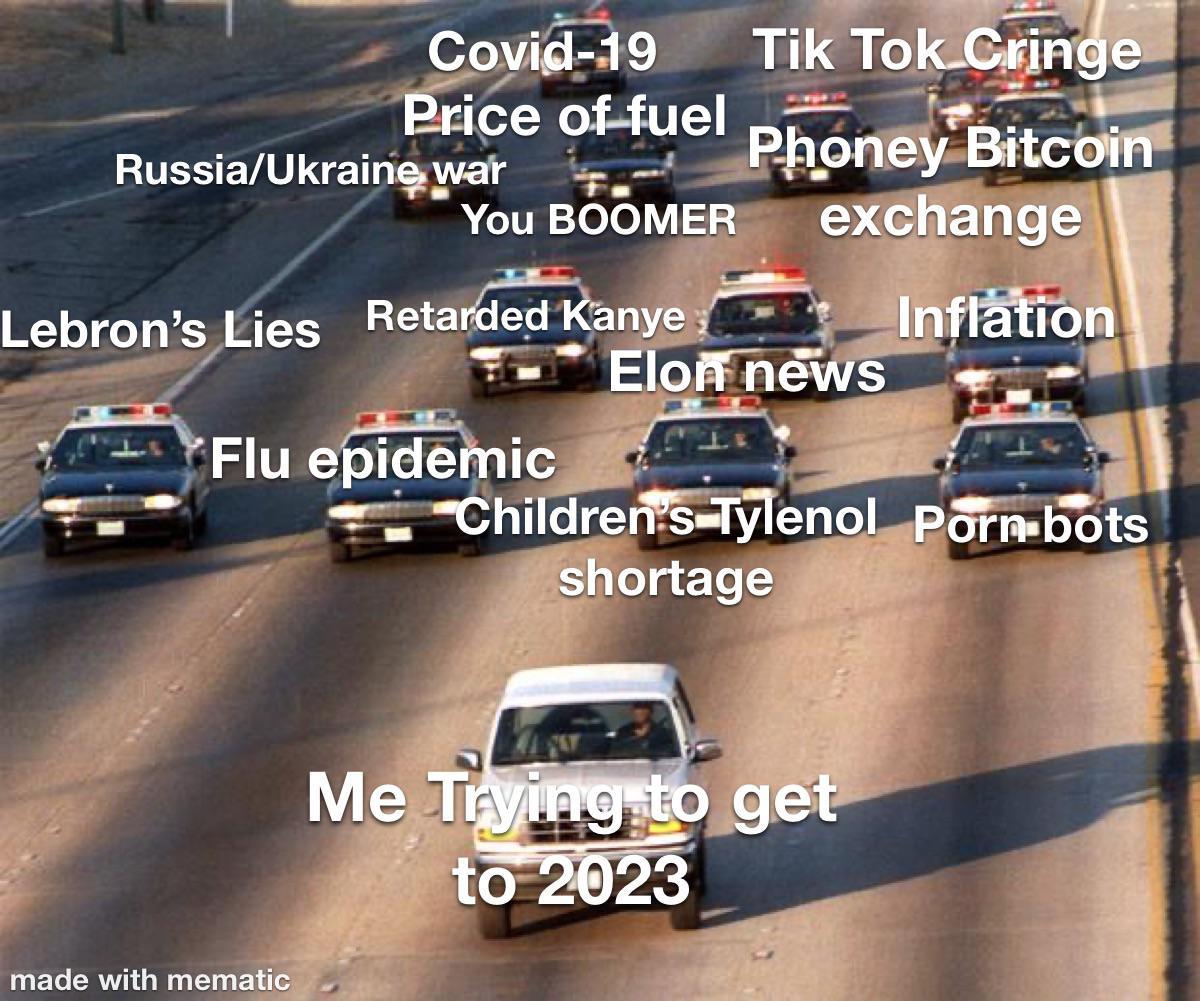 Covid-19
Tik Tok Cringe
Price of fuel
Phoney Bitcoin
exchange
Russia/Ukraine war
You BOOMER
Lebron’s Lies
Retarded Kanye
Inflation
Elon news
Flu epidemic
Children’s Tylenol
shortage
Porn bots
Me Trying to get
to 2023
made with mematic